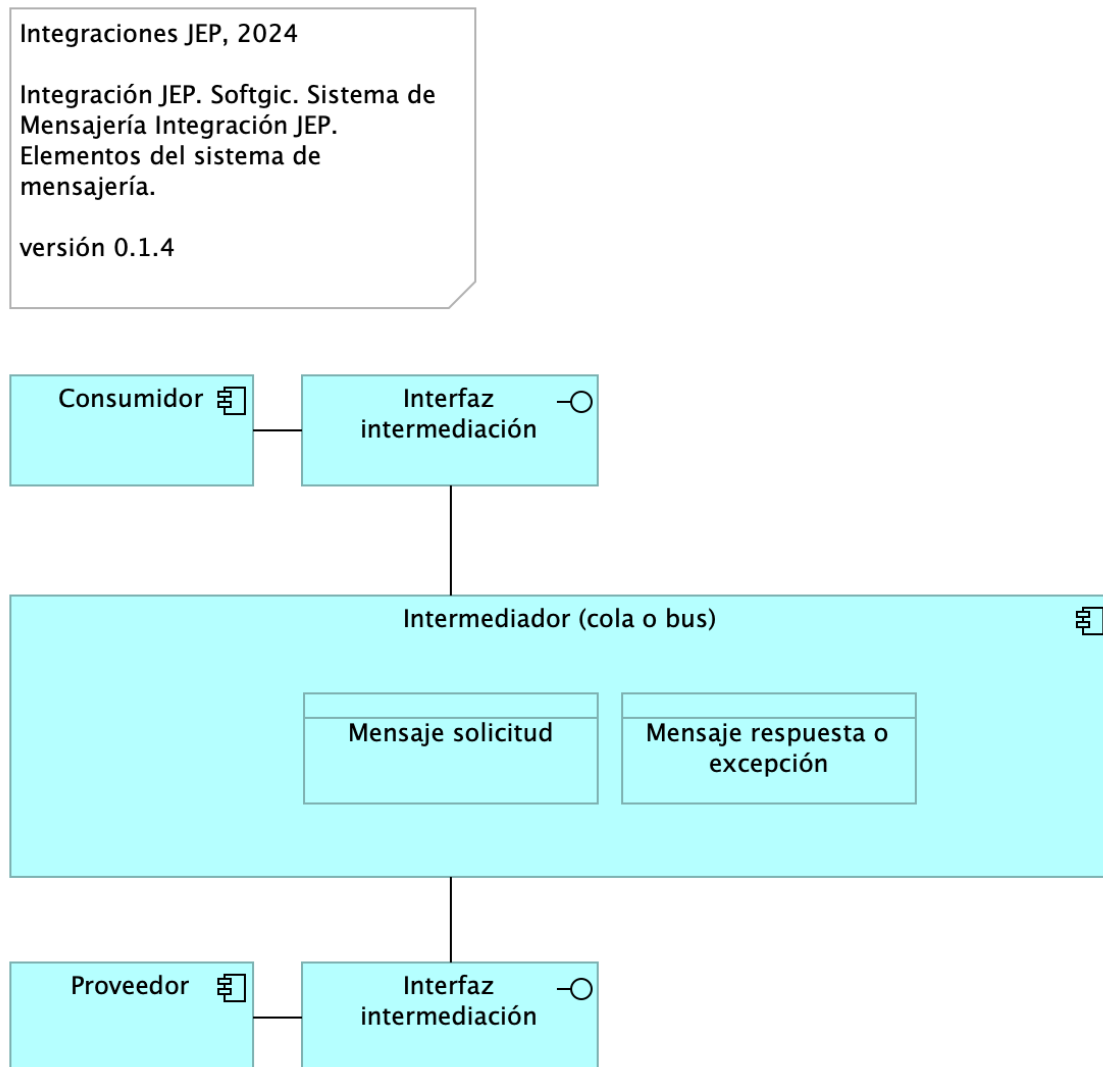 Integraciones JEP, 2024
Integración JEP. Softgic. Sistema de
Mensajería Integración JEP.
Elementos del sistema de
mensajería.
versión 0.1.4
Consumidor
Interfaz
intermediación
Intermediador (cola o bus)
Mensaje solicitud
Mensaje respuesta o
excepción
Proveedor
Interfaz
intermediación